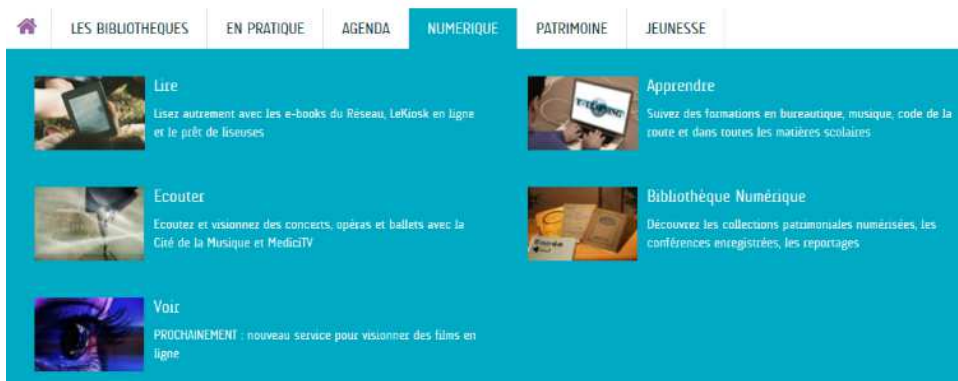 LES BIBLIOTHEQUES EN PRATIQUE AGENDA NUMERIQUE PATRIMOINE JEUNESSE
Lire
Lisez autrement avec les e-books du Réseau, LeKiosk en ligne
et le prêt de liseuses
Apprendre
Suivez des formations en bureautique, musique, code de la
route et dans toutes les matières scolaires
E-LEARNING
Ecouter
Ecoutez et visionnez des concerts, opéras et ballets avec la
Cité de la Musique et MediciTV
Bibliothèque Numérique
Découvrez les collections patrimoniales numérisées, les
conférences enregistrées, les reportages
Voir
PROCHAINEMENT : nouveau service pour visionner des films en
ligne